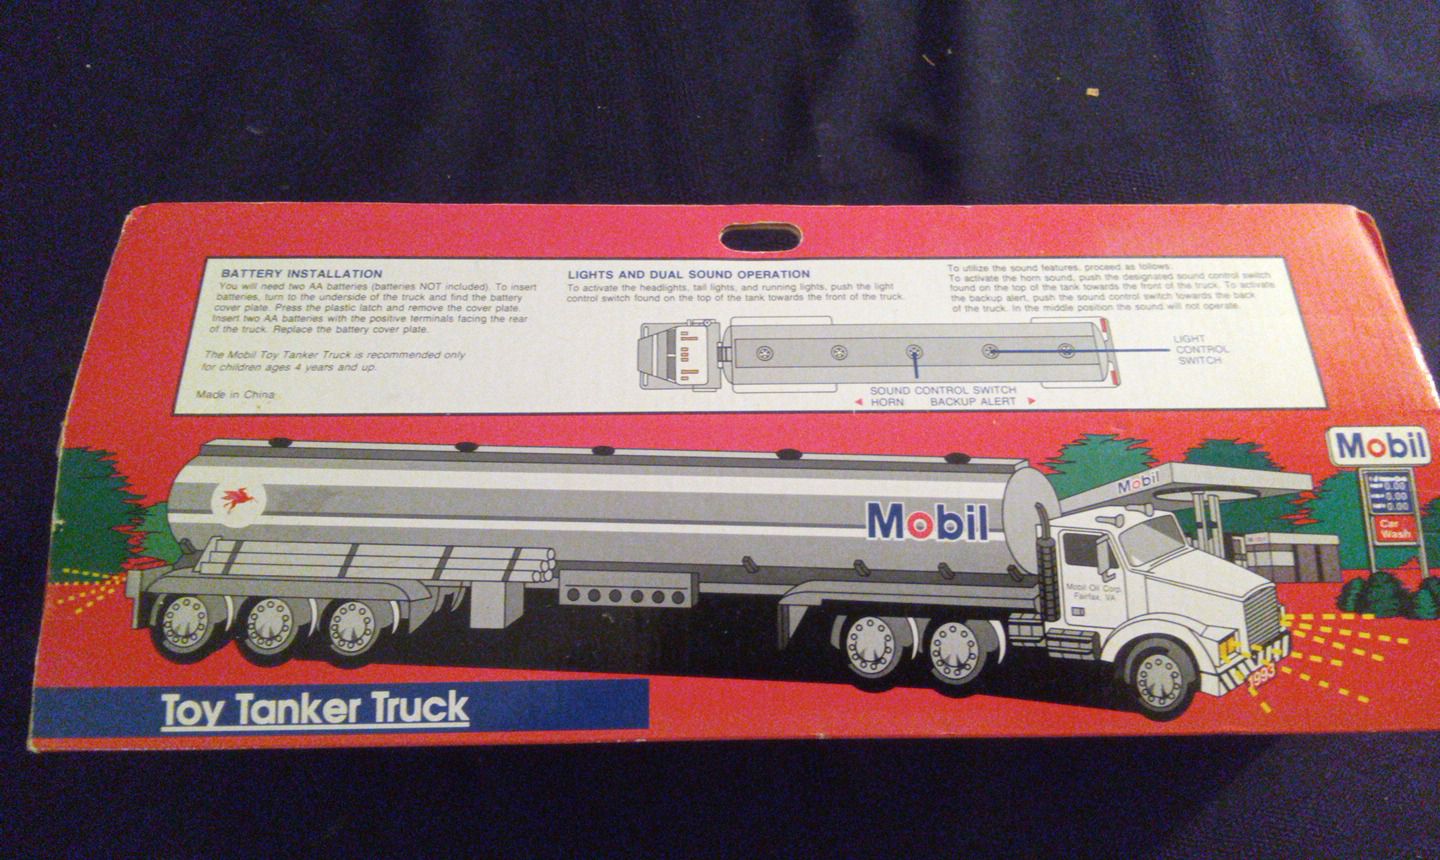 BATTERY INSTALLATION
You will need two AA batteries (batteries NOT included). To insert
batteries, turn to the underside of the truck and find the battery
cover plate. Press the plastic latch and remove the cover plate.
Insert two AA batteries with the positive terminals facing the rear
of the truck. Replace the battery cover plate.
The Mobil Toy Tanker Truck is recommended only
for children ages 4 years and up.
Made in China
LIGHTS AND DUAL SOUND OPERATION
To activate the headlights, tail lights, and running lights, push the light
control switch found on the top of the tank towards the front of the truck.
To utilize the sound features, proceed as follows:
To activate the horn sound, push the designated sound control switch
found on the top of the tank towards the front of the truck. To activate
the backup alert, push the sound control switch towards the back
of the truck. In the middle position the sound will not operate.
LIGHT
CONTROL
SWITCH
SOUND CONTROL SWITCH
HORN BACKUP ALERT
Mobil
Mobil
Mobil
0.00
0.00
0.00
Car
Wash
Mobil Oil Corp.
Fairfax, VA
1993
Toy Tanker Truck